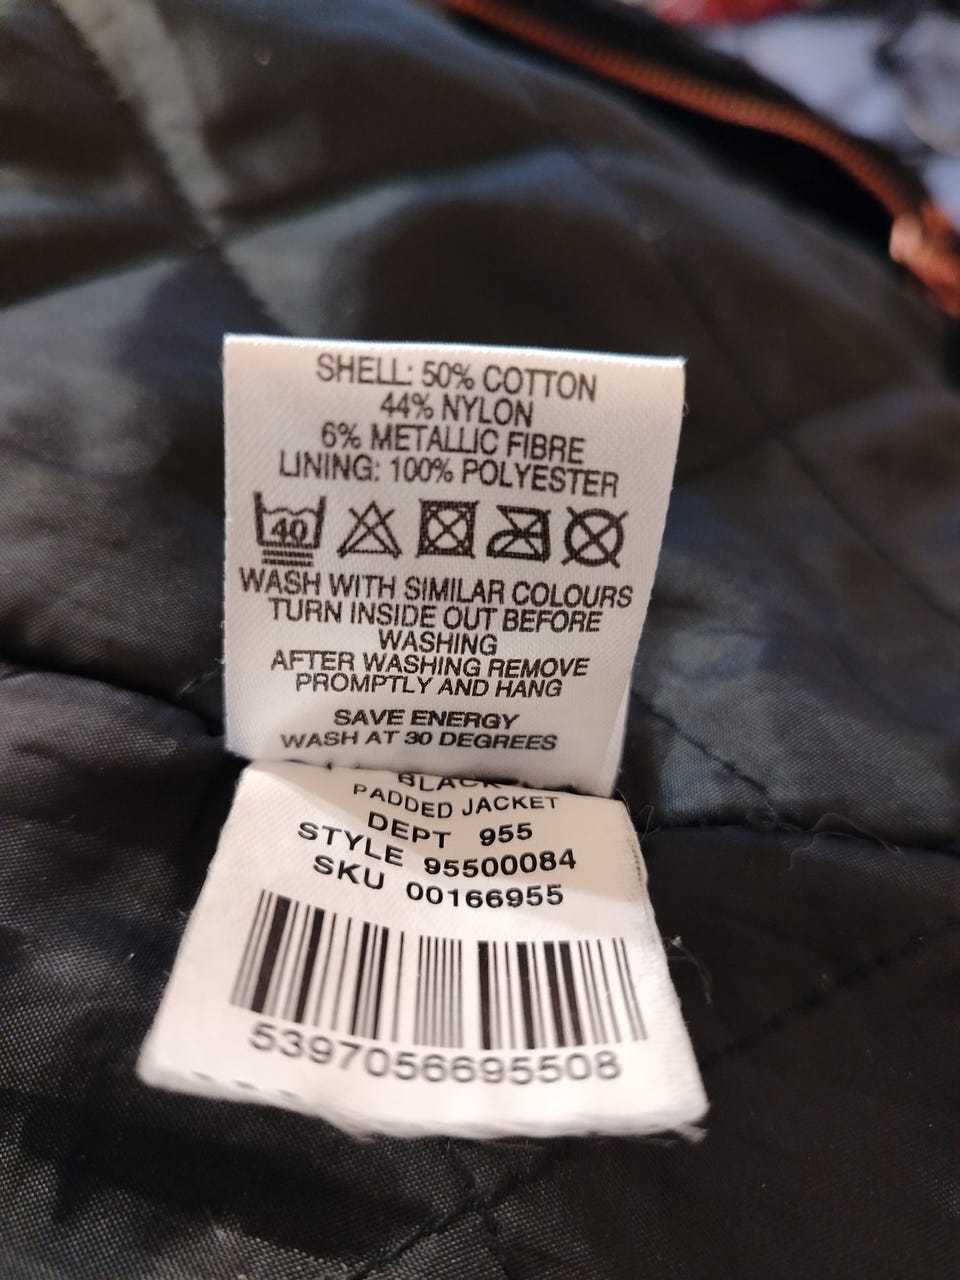 SHELL: 50% COTTON
44% NYLON
6% METALLIC FIBRE
LINING: 100% POLYESTER
40
WASH WITH SIMILAR COLOURS
TURN INSIDE OUT BEFORE
WASHING
AFTER WASHING REMOVE
PROMPTLY AND HANG
SAVE ENERGY
WASH AT 30 DEGREES
BLACK
PADDED JACKET
DEPT 955
STYLE 95500084
SKU 00166955
5397056695508